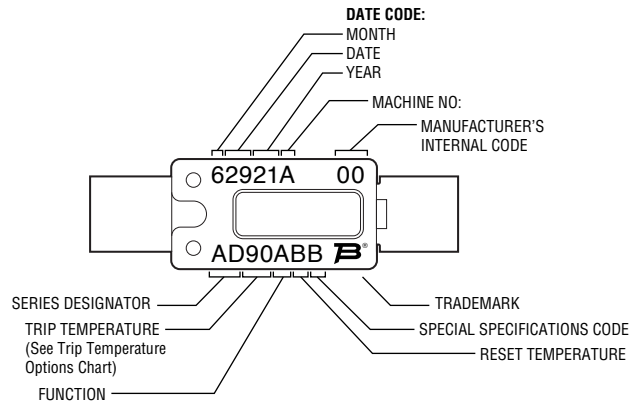 DATE CODE:
MONTH
DATE
YEAR
MACHINE NO:
MANUFACTURER'S
INTERNAL CODE
62921A 00
AD90ABB B®
SERIES DESIGNATOR
TRADEMARK
TRIP TEMPERATURE
(See Trip Temperature
Options Chart)
SPECIAL SPECIFICATIONS CODE
RESET TEMPERATURE
FUNCTION